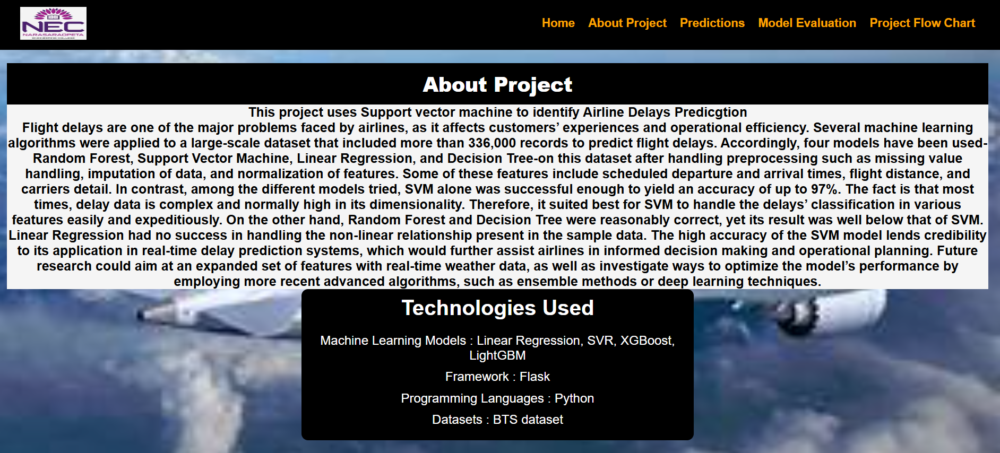 NEC
NARASARAOPETA
ENGINEERING COLLEGE
Home About Project Predictions Model Evaluation Project Flow Chart
About Project
This project uses Support vector machine to identify Airline Delays Predicgtion
Flight delays are one of the major problems faced by airlines, as it affects customers’ experiences and operational efficiency. Several machine learning
algorithms were applied to a large-scale dataset that included more than 336,000 records to predict flight delays. Accordingly, four models have been used-
Random Forest, Support Vector Machine, Linear Regression, and Decision Tree-on this dataset after handling preprocessing such as missing value
handling, imputation of data, and normalization of features. Some of these features include scheduled departure and arrival times, flight distance, and
carriers detail. In contrast, among the different models tried, SVM alone was successful enough to yield an accuracy of up to 97%. The fact is that most
times, delay data is complex and normally high in its dimensionality. Therefore, it suited best for SVM to handle the delays’ classification in various
features easily and expeditiously. On the other hand, Random Forest and Decision Tree were reasonably correct, yet its result was well below that of SVM.
Linear Regression had no success in handling the non-linear relationship present in the sample data. The high accuracy of the SVM model lends credibility
to its application in real-time delay prediction systems, which would further assist airlines in informed decision making and operational planning. Future
research could aim at an expanded set of features with real-time weather data, as well as investigate ways to optimize the model’s performance by
employing more recent advanced algorithms, such as ensemble methods or deep learning techniques.
Technologies Used
Machine Learning Models : Linear Regression, SVR, XGBoost,
LightGBM
Framework : Flask
Programming Languages : Python
Datasets : BTS dataset